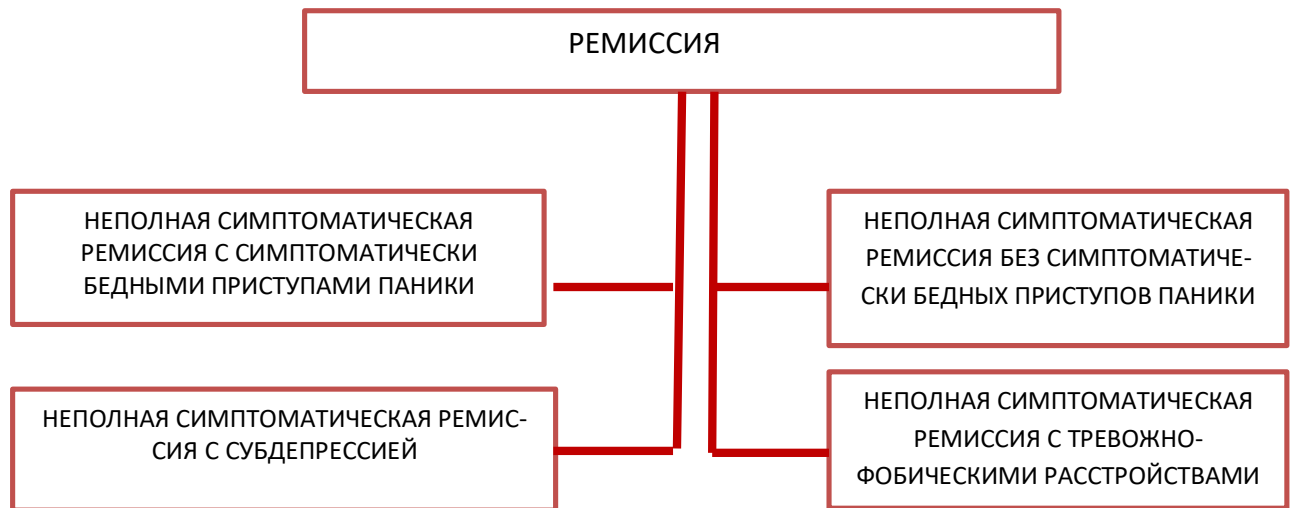 РЕМИССИЯ
НЕПОЛНАЯ СИМПТОМАТИЧЕСКАЯ
РЕМИССИЯ С СИМПТОМАТИЧЕСКИ
БЕДНЫМИ ПРИСТУПАМИ ПАНИКИ
НЕПОЛНАЯ СИМПТОМАТИЧЕСКАЯ
РЕМИССИЯ БЕЗ СИМПТОМАТИЧЕ-
СКИ БЕДНЫХ ПРИСТУПОВ ПАНИКИ
НЕПОЛНАЯ СИМПТОМАТИЧЕСКАЯ РЕМИС-
СИЯ С СУБДЕПРЕССИЕЙ
НЕПОЛНАЯ СИМПТОМАТИЧЕСКАЯ
РЕМИССИЯ С ТРЕВОЖНО-
ФОБИЧЕСКИМИ РАССТРОЙСТВАМИ